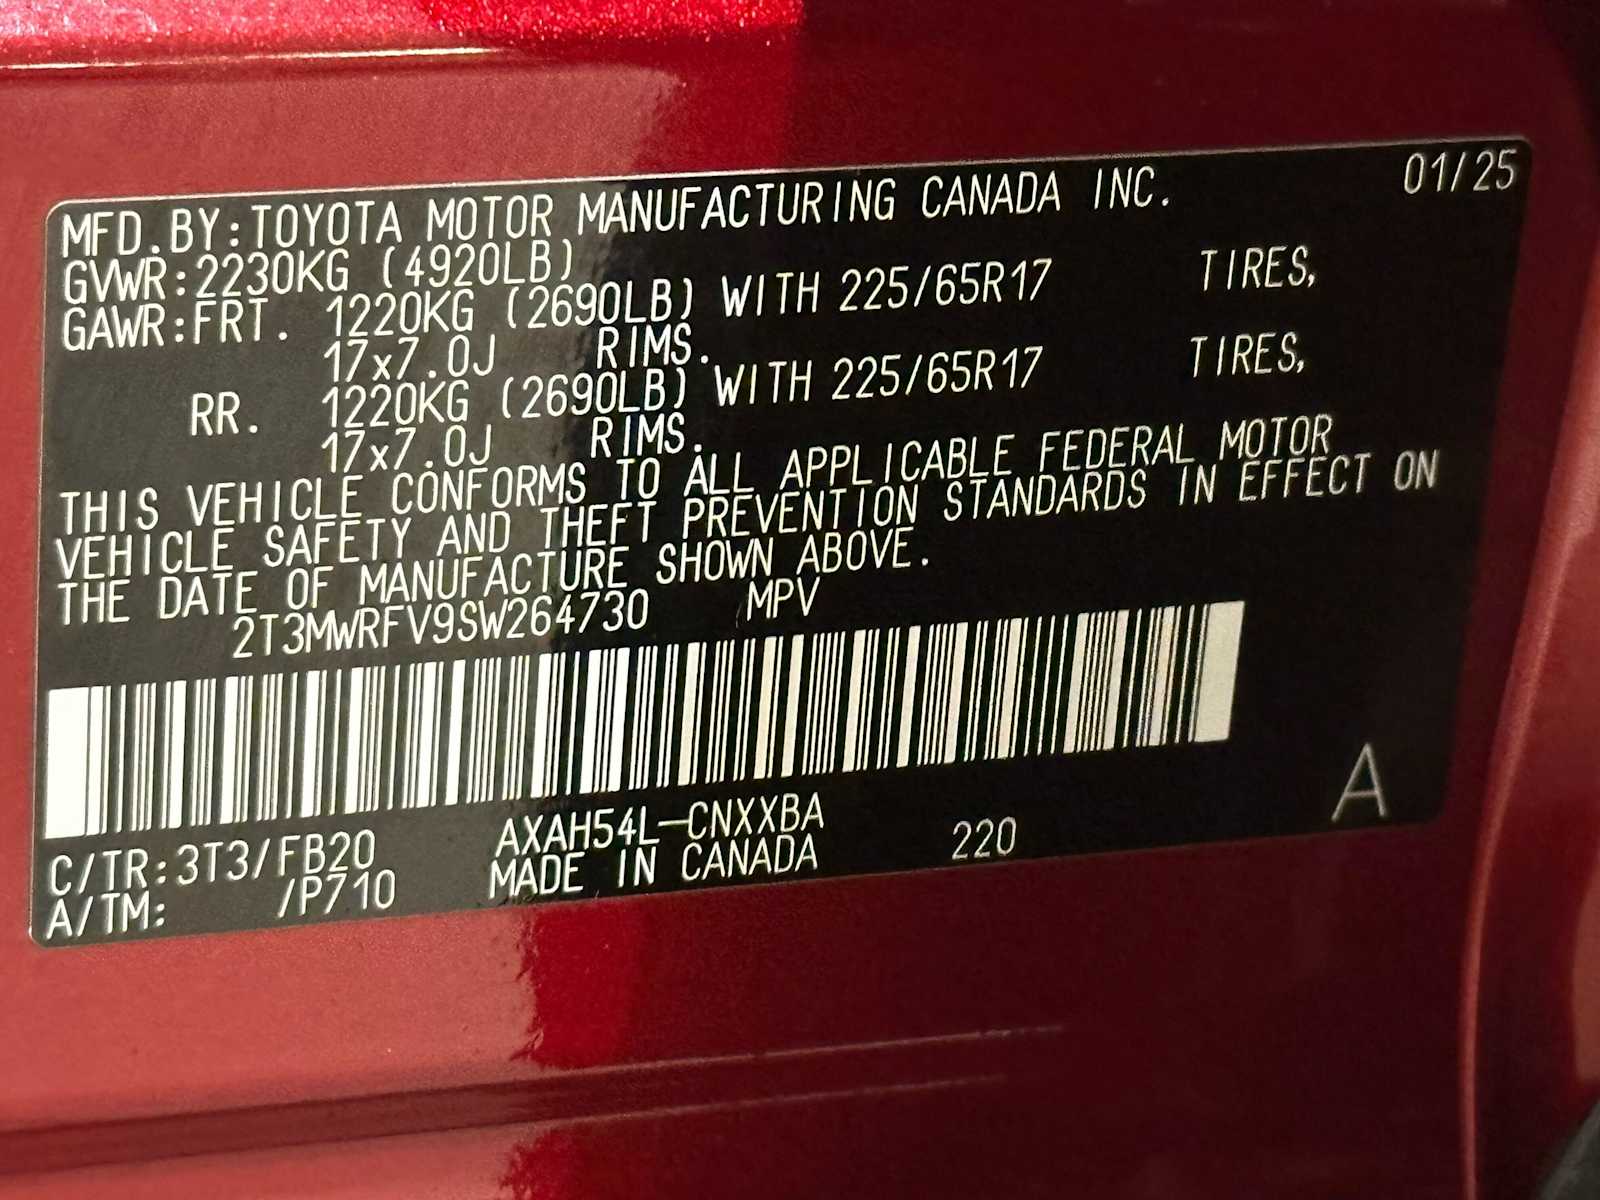 01/25
MFD.BY:TOYOTA MOTOR MANUFACTURING CANADA INC.
GVWR:2230KG (4920LB)
GAWR:FRT. 1220KG (2690LB) WITH 225/65R17 TIRES,
17x7.0J RIMS.
RR. 1220KG (2690LB) WITH 225/65R17 TIRES,
17x7.0J RIMS.
THIS VEHICLE CONFORMS TO ALL APPLICABLE FEDERAL MOTOR
VEHICLE SAFETY AND THEFT PREVENTION STANDARDS IN EFFECT ON
THE DATE OF MANUFACTURE SHOWN ABOVE.
2T3MWRFV9SW264730 MPV
A
C/TR:3T3/FB20 AXAH54L-CNXXBA 220
A/TM: /P710 MADE IN CANADA